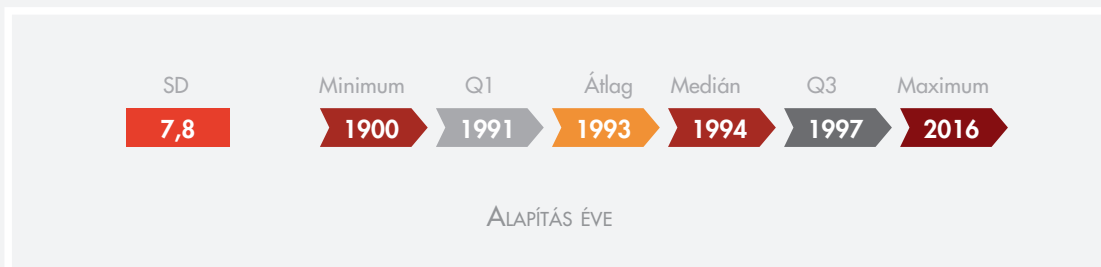 SD Minimum Q1 Átlag Medián Q3 Maximum
7,8 1900 1991 1993 1994 1997 2016
Alapítás éve